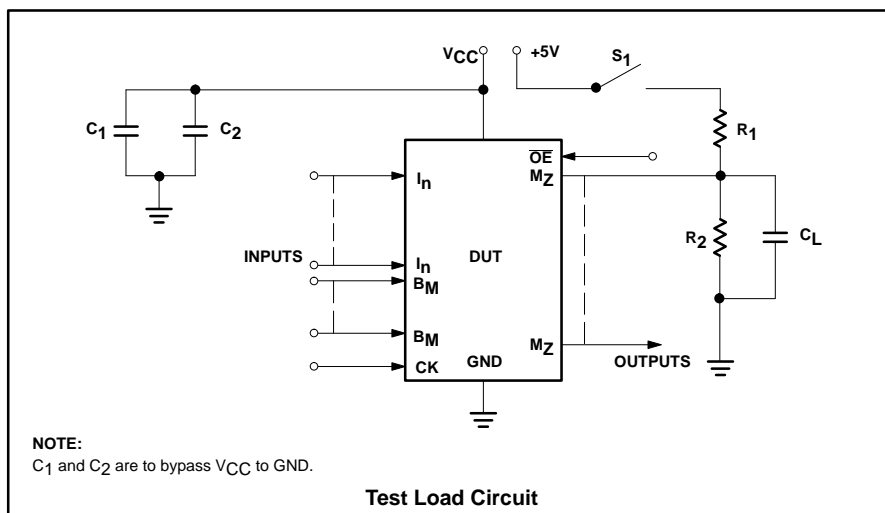 VCC
+5V
S1
C1
C2
R1
OE
In
MZ
R2
CL
INPUTS
DUT
In
BM
BM
MZ
CK
GND
OUTPUTS
NOTE:
C1 and C2 are to bypass VCC to GND.
Test Load Circuit